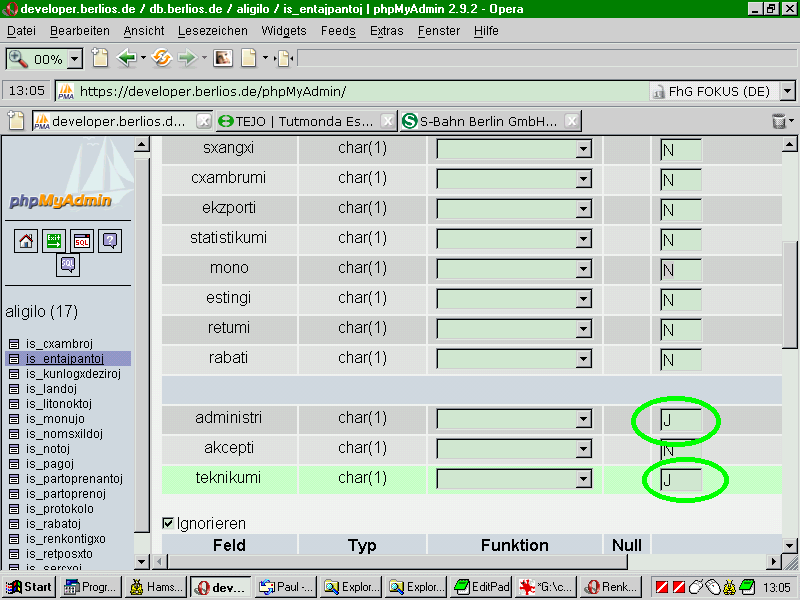 developer.berlios.de / db.berlios.de / aligilo / is_entajpantoj | phpMyAdmin 2.9.2 - Opera
Datei Bearbeiten Ansicht Lesezeichen Widgets Feeds Extras Fenster Hilfe
00%
13:05 PMA https://developer.berlios.de/phpMyAdmin/ FhG FOKUS (DE)
PMA developer.berlios.d... TEJO | Tutmonda Es... S-Bahn Berlin GmbH...
phpMyAdmin
Exit SQL
SQL
aligilo (17)
is_cxambroj
is_entajpantoj
is_kunlogxdeziroj
is_landoj
is_litonoktoj
is_monujo
is_nomsxildoj
is_notoj
is_pagoj
is_partoprenantoj
is_partoprenoj
is_protokolo
is_rabatoj
is_renkontigxo
is_retposxto
is_sercxoj
sxangxi char(1) N
cxambrumi char(1) N
ekzporti char(1) N
statistikumi char(1) N
mono char(1) N
estingi char(1) N
retumi char(1) N
rabati char(1) N
administri char(1) J
akcepti char(1) N
teknikumi char(1) J
Ignorieren
Feld Typ Funktion Null
Start Progr... Hams... dev... Paul -... Explor... Explor... EditPad *G:\c... Renk... 13:05